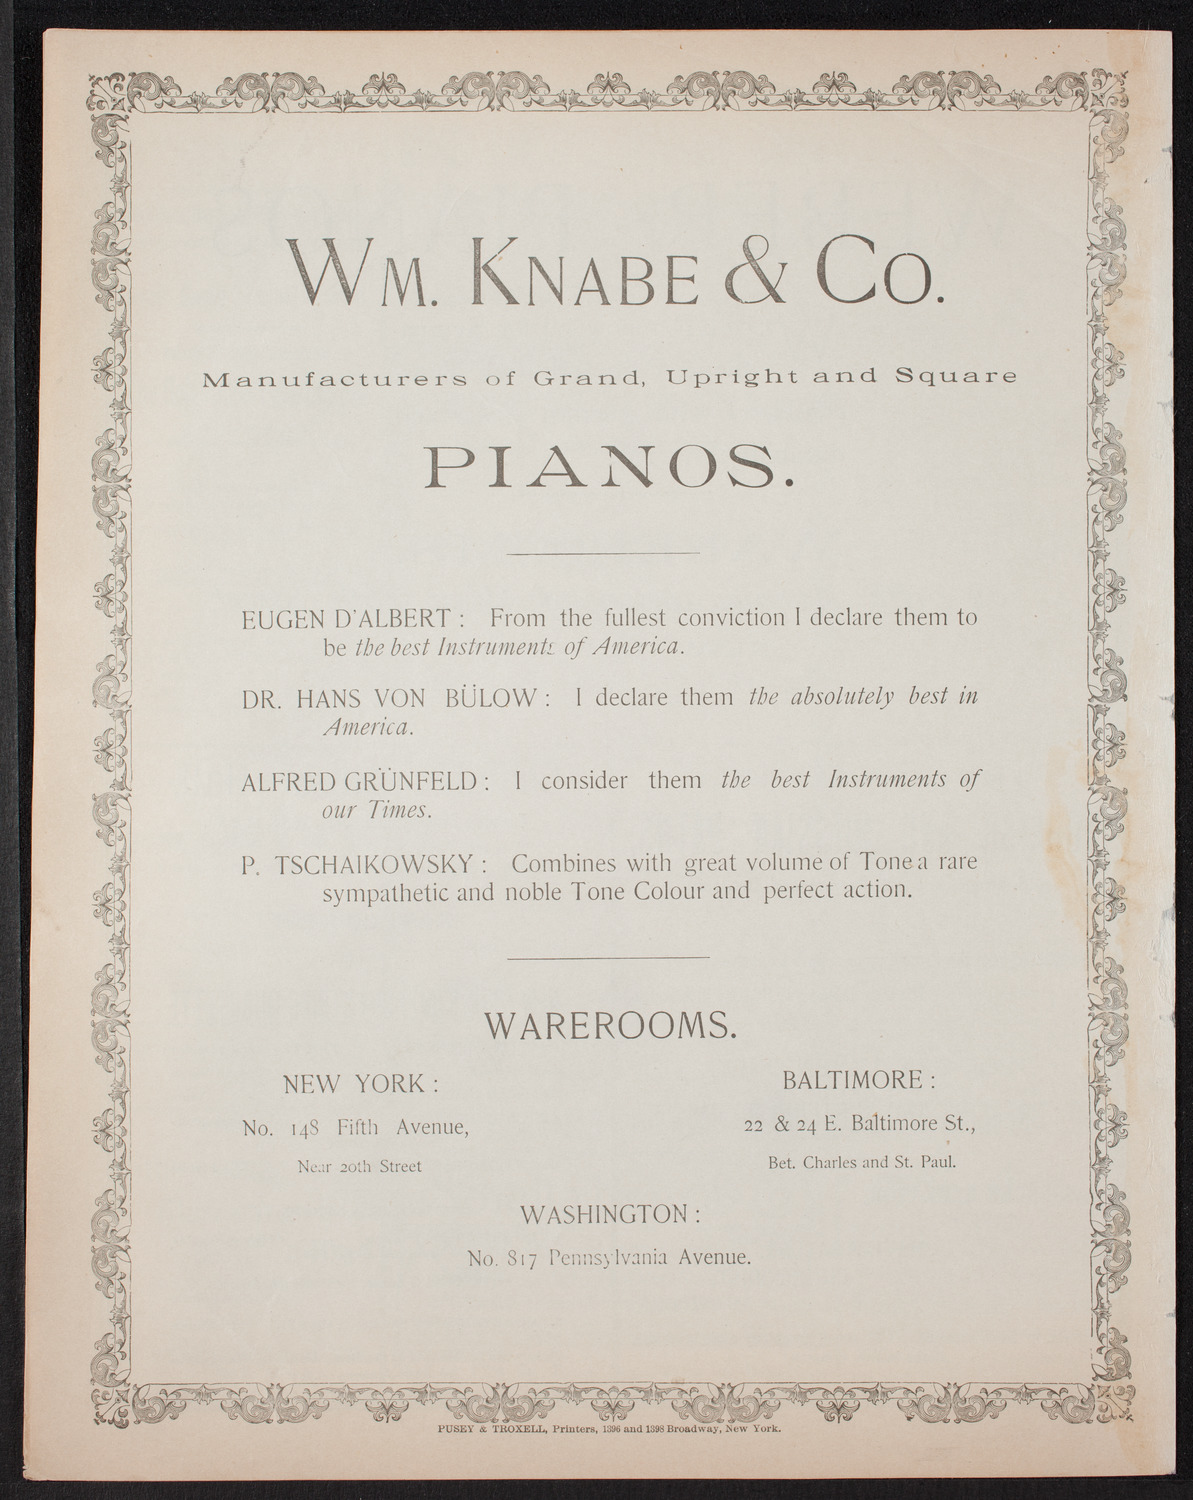 WM. KNABE & CO.
Manufacturers of Grand, Upright and Square
PIANOS.
EUGEN D'ALBERT : From the fullest conviction I declare them to
be the best Instruments of America.
DR. HANS VON BÜLOW : I declare them the absolutely best in
America.
ALFRED GRÜNFELD : I consider them the best Instruments of
our Times.
P. TSCHAIKOWSKY : Combines with great volume of Tone a rare
sympathetic and noble Tone Colour and perfect action.
WAREROOMS.
NEW YORK :
No. 148 Fifth Avenue,
Near 20th Street
BALTIMORE :
22 & 24 E. Baltimore St.,
Bet. Charles and St. Paul.
WASHINGTON :
No. 817 Pennsylvania Avenue.
PUSEY & TROXELL, Printers, 1396 and 1398 Broadway, New York.